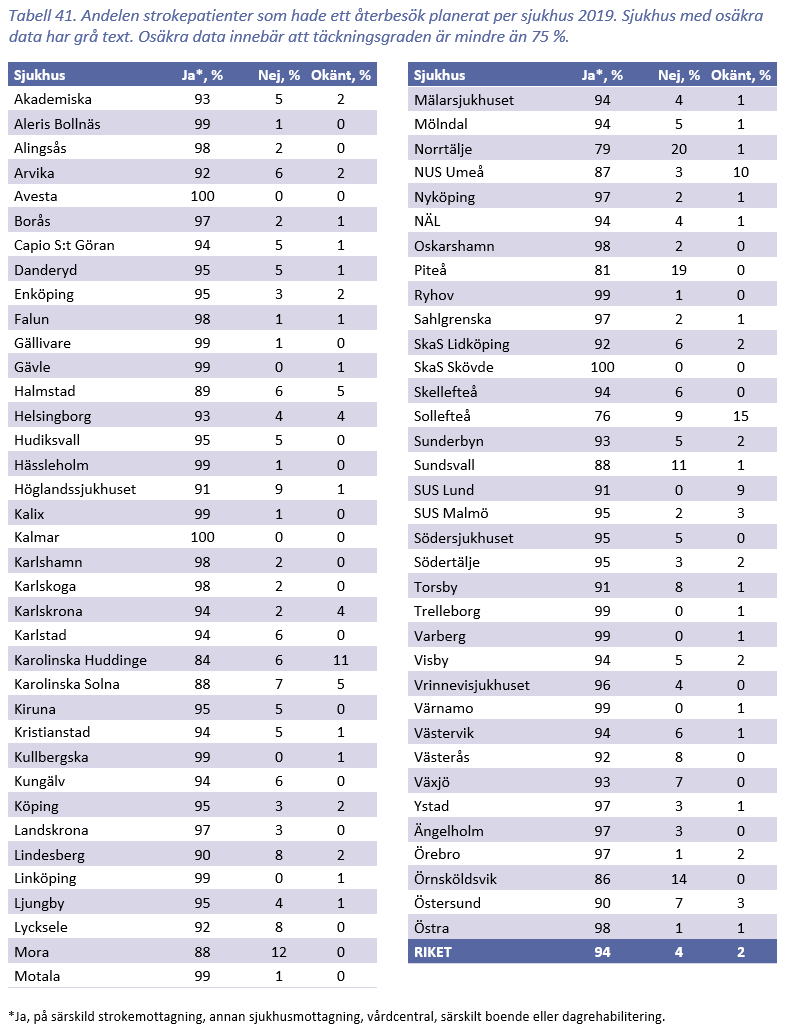 Tabell 41. Andelen strokepatienter som hade ett återbesök planerat per sjukhus 2019. Sjukhus med osäkra
data har grå text. Osäkra data innebär att täckningsgraden är mindre än 75 %.
Sjukhus Ja*, % Nej, % Okänt, %
Akademiska 93 5 2
Aleris Bollnäs 99 1 0
Alingsås 98 2 0
Arvika 92 6 2
Avesta 100 0 0
Borås 97 2 1
Capio S:t Göran 94 5 1
Danderyd 95 5 1
Enköping 95 3 2
Falun 98 1 1
Gällivare 99 1 0
Gävle 99 0 1
Halmstad 89 6 5
Helsingborg 93 4 4
Hudiksvall 95 5 0
Hässleholm 99 1 0
Höglandssjukhuset 91 9 1
Kalix 99 1 0
Kalmar 100 0 0
Karlshamn 98 2 0
Karlskoga 98 2 0
Karlskrona 94 2 4
Karlstad 94 6 0
Karolinska Huddinge 84 6 11
Karolinska Solna 88 7 5
Kiruna 95 5 0
Kristianstad 94 5 1
Kullbergska 99 0 1
Kungälv 94 6 0
Köping 95 3 2
Landskrona 97 3 0
Lindesberg 90 8 2
Linköping 99 0 1
Ljungby 95 4 1
Lycksele 92 8 0
Mora 88 12 0
Motala 99 1 0
Sjukhus Ja*, % Nej, % Okänt, %
Mälarsjukhuset 94 4 1
Mölndal 94 5 1
Norrtälje 79 20 1
NUS Umeå 87 3 10
Nyköping 97 2 1
NÄL 94 4 1
Oskarshamn 98 2 0
Piteå 81 19 0
Ryhov 99 1 0
Sahlgrenska 97 2 1
SkaS Lidköping 92 6 2
SkaS Skövde 100 0 0
Skellefteå 94 6 0
Sollefteå 76 9 15
Sunderbyn 93 5 2
Sundsvall 88 11 1
SUS Lund 91 0 9
SUS Malmö 95 2 3
Södersjukhuset 95 5 0
Södertälje 95 3 2
Torsby 91 8 1
Trelleborg 99 0 1
Varberg 99 0 1
Visby 94 5 2
Vrinnevisjukhuset 96 4 0
Värnamo 99 0 1
Västervik 94 6 1
Västerås 92 8 0
Växjö 93 7 0
Ystad 97 3 1
Ängelholm 97 3 0
Örebro 97 1 2
Örnsköldsvik 86 14 0
Östersund 90 7 3
Östra 98 1 1
RIKET 94 4 2
*Ja, på särskild strokemottagning, annan sjukhusmottagning, vårdcentral, särskilt boende eller dagrehabilitering.